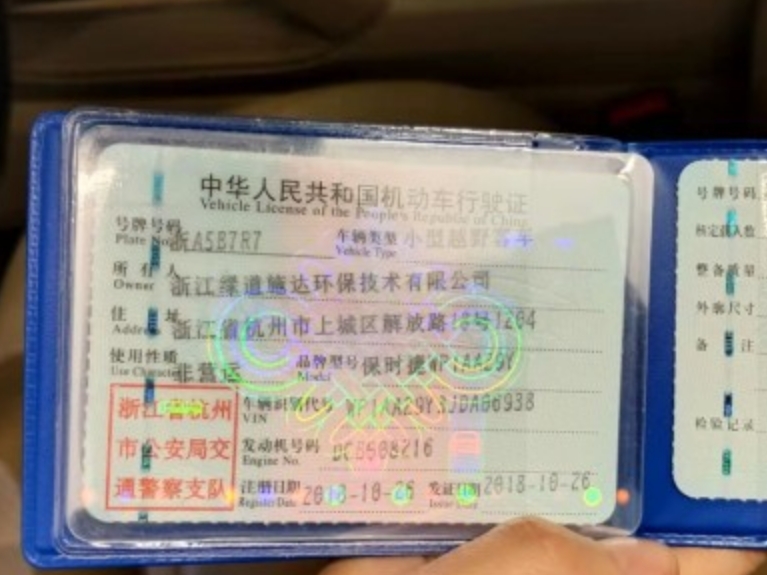 中华人民共和国机动车行驶证
Vehicle License of the People's Republic of China
号牌号码 浙A5B7R7 车辆类型 小型越野客车
Plate No. Vehicle Type
所有人 浙江绿道施达环保技术有限公司
Owner
住址 浙江省杭州市上城区解放路18号1204
Address
使用性质 非营运 品牌型号 保时捷WP1AA29Y
Use Character Model
浙江省杭州
市公安局交
通警察支队
车辆识别代号
VIN
发动机号码
Engine No.
注册日期 2018-10-26 发证日期 2018-10-26
Register Date Issue Date
号牌号码
核定载人数
整备质量
外廓尺寸
备注
检验记录